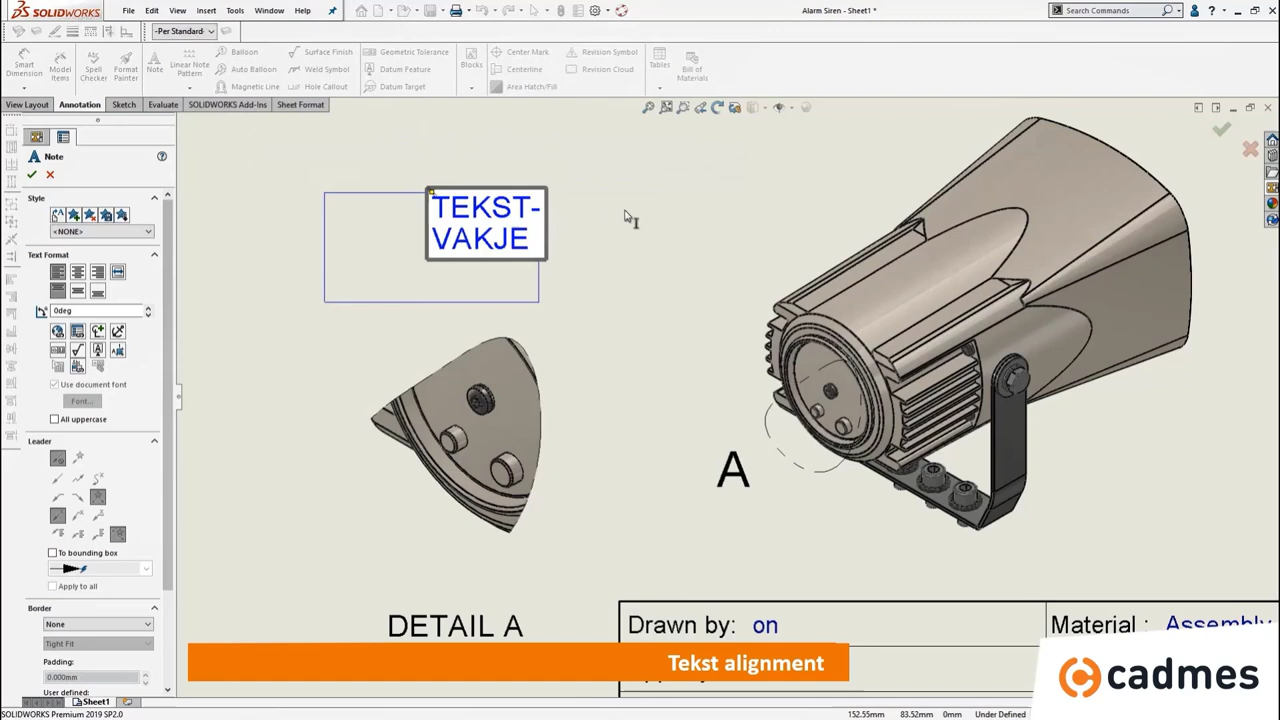 SOLIDWORKS
File
Edit
View
Insert
Tools
Window
Help
Alarm Siren - Sheet1 *
Search Commands
-Per Standard-
Smart Dimension
Model Items
Spell Checker
Format Painter
Note
Linear Note Pattern
Balloon
Auto Balloon
Magnetic Line
Surface Finish
Weld Symbol
Hole Callout
Geometric Tolerance
Datum Feature
Datum Target
Blocks
Center Mark
Centerline
Area Hatch/Fill
Revision Symbol
Revision Cloud
Tables
Bill of Materials
View Layout
Annotation
Sketch
Evaluate
SOLIDWORKS Add-Ins
Sheet Format
Note
Style
<NONE>
Text Format
0deg
Use document font
Font...
All uppercase
Leader
To bounding box
Apply to all
Border
None
Tight Fit
Padding:
0.000mm
User defined:
TEKST-
VAKJE
A
DETAIL A
Drawn by: on
Material : Assembly
Tekst alignment
cadmes
Sheet1
SOLIDWORKS Premium 2019 SP2.0
152.55mm
83.52mm
0mm
Under Defined